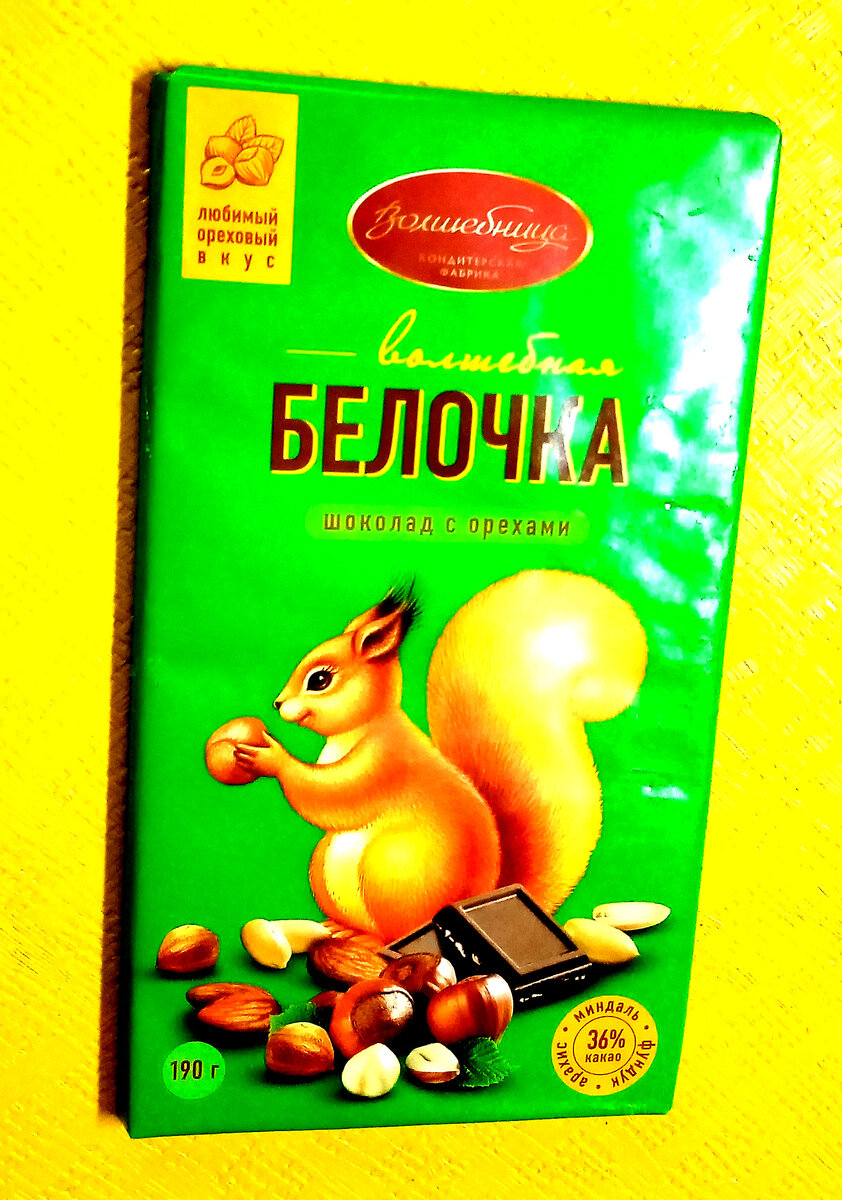 любимый
ореховый
вкус
Волшебница
КОНДИТЕРСКАЯ
ФАБРИКА
волшебная
БЕЛОЧКА
шоколад с орехами
190 г
миндаль • фундук • арахис •
36%
какао